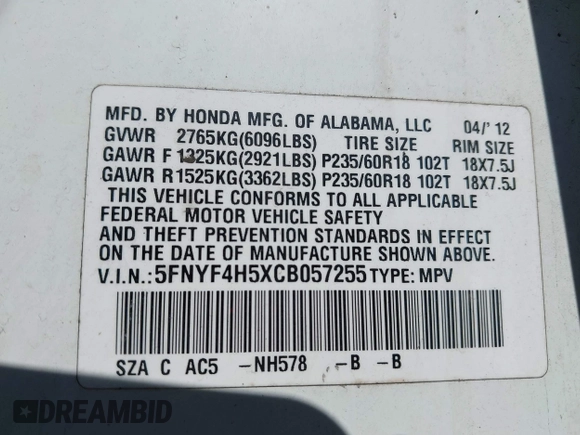 MFD. BY HONDA MFG. OF ALABAMA, LLC 04/'12
GVWR 2765KG(6096LBS) TIRE SIZE RIM SIZE
GAWR F 1325KG(2921LBS) P235/60R18 102T 18X7.5J
GAWR R1525KG(3362LBS) P235/60R18 102T 18X7.5J
THIS VEHICLE CONFORMS TO ALL APPLICABLE
FEDERAL MOTOR VEHICLE SAFETY
AND THEFT PREVENTION STANDARDS IN EFFECT
ON THE DATE OF MANUFACTURE SHOWN ABOVE.
V.I.N.:5FNYF4H5XCB057255 TYPE: MPV
SZA C AC5 -NH578 -B -B
DREAMBID